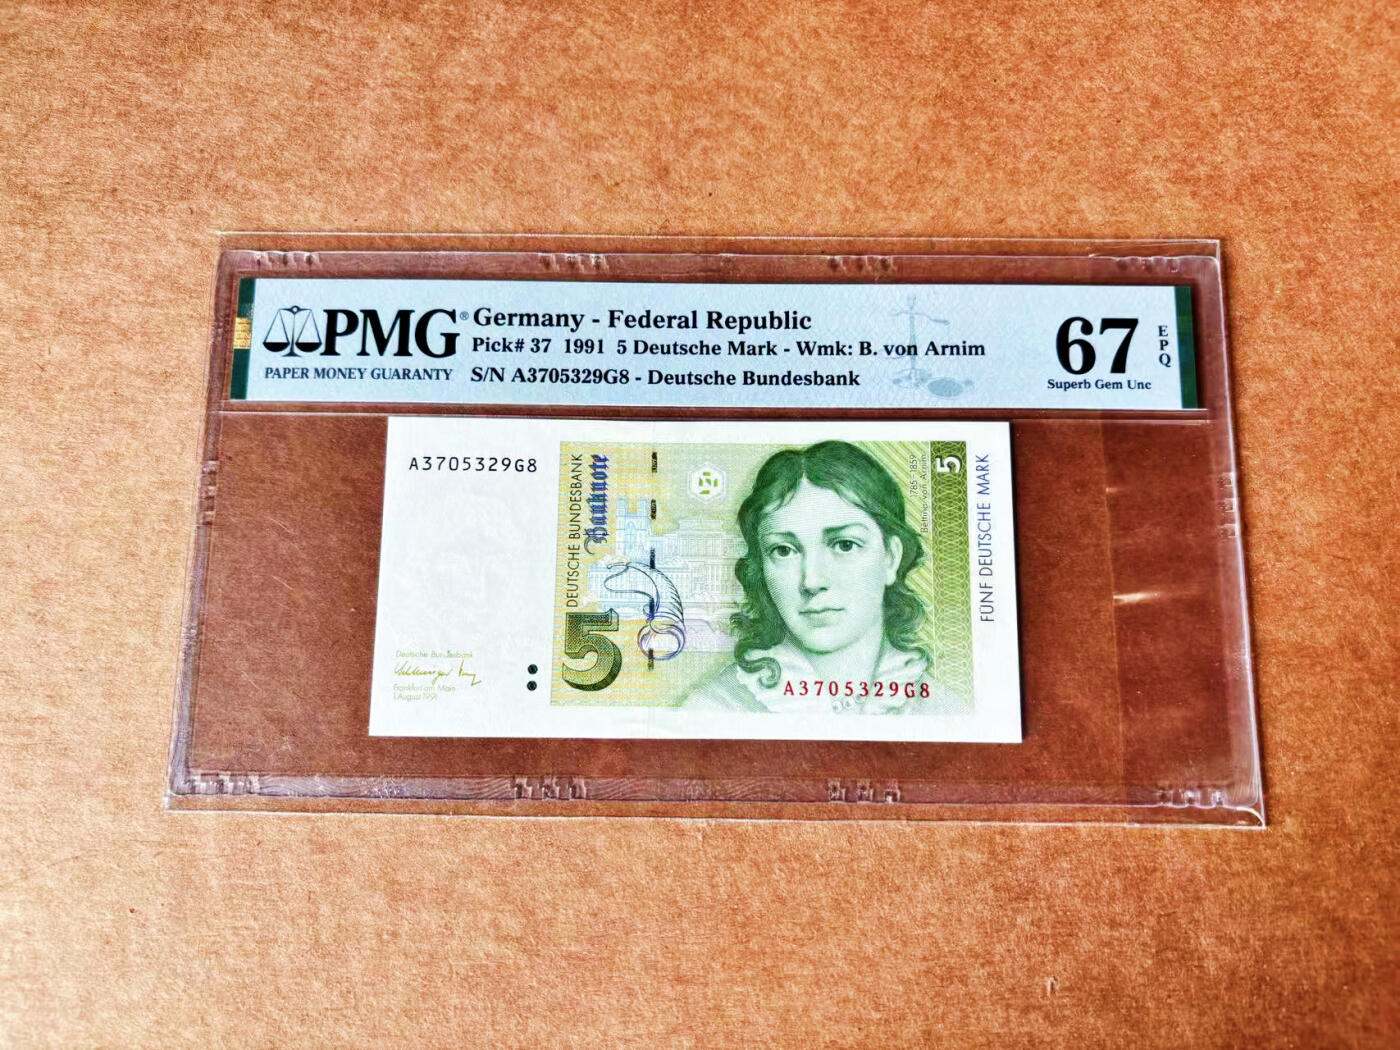 PMG®
PAPER MONEY GUARANTY
Germany - Federal Republic
Pick# 37 1991 5 Deutsche Mark - Wmk: B. von Arnim
S/N A3705329G8 - Deutsche Bundesbank
67
EPQ
Superb Gem Unc
A3705329G8
DEUTSCHE BUNDESBANK
Banknote
5
1785-1859
Bettina von Arnim
5
FÜNF DEUTSCHE MARK
Deutsche Bundesbank
Frankfurt am Main
1. August 1991
A3705329G8